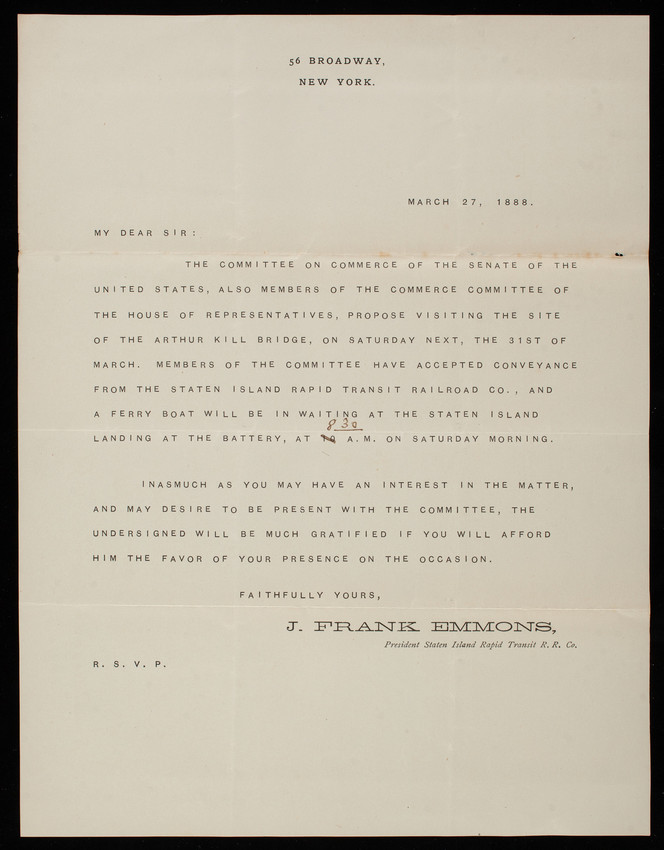 56 BROADWAY,
NEW YORK.
MARCH 27, 1888.
MY DEAR SIR:
THE COMMITTEE ON COMMERCE OF THE SENATE OF THE
UNITED STATES, ALSO MEMBERS OF THE COMMERCE COMMITTEE OF
THE HOUSE OF REPRESENTATIVES, PROPOSE VISITING THE SITE
OF THE ARTHUR KILL BRIDGE, ON SATURDAY NEXT, THE 31ST OF
MARCH. MEMBERS OF THE COMMITTEE HAVE ACCEPTED CONVEYANCE
FROM THE STATEN ISLAND RAPID TRANSIT RAILROAD CO., AND
A FERRY BOAT WILL BE IN WAITING AT THE STATEN ISLAND
8 30
LANDING AT THE BATTERY, AT 10 A.M. ON SATURDAY MORNING.
INASMUCH AS YOU MAY HAVE AN INTEREST IN THE MATTER,
AND MAY DESIRE TO BE PRESENT WITH THE COMMITTEE, THE
UNDERSIGNED WILL BE MUCH GRATIFIED IF YOU WILL AFFORD
HIM THE FAVOR OF YOUR PRESENCE ON THE OCCASION.
FAITHFULLY YOURS,
J. FRANK EMMONS,
President Staten Island Rapid Transit R. R. Co.
R. S. V. P.